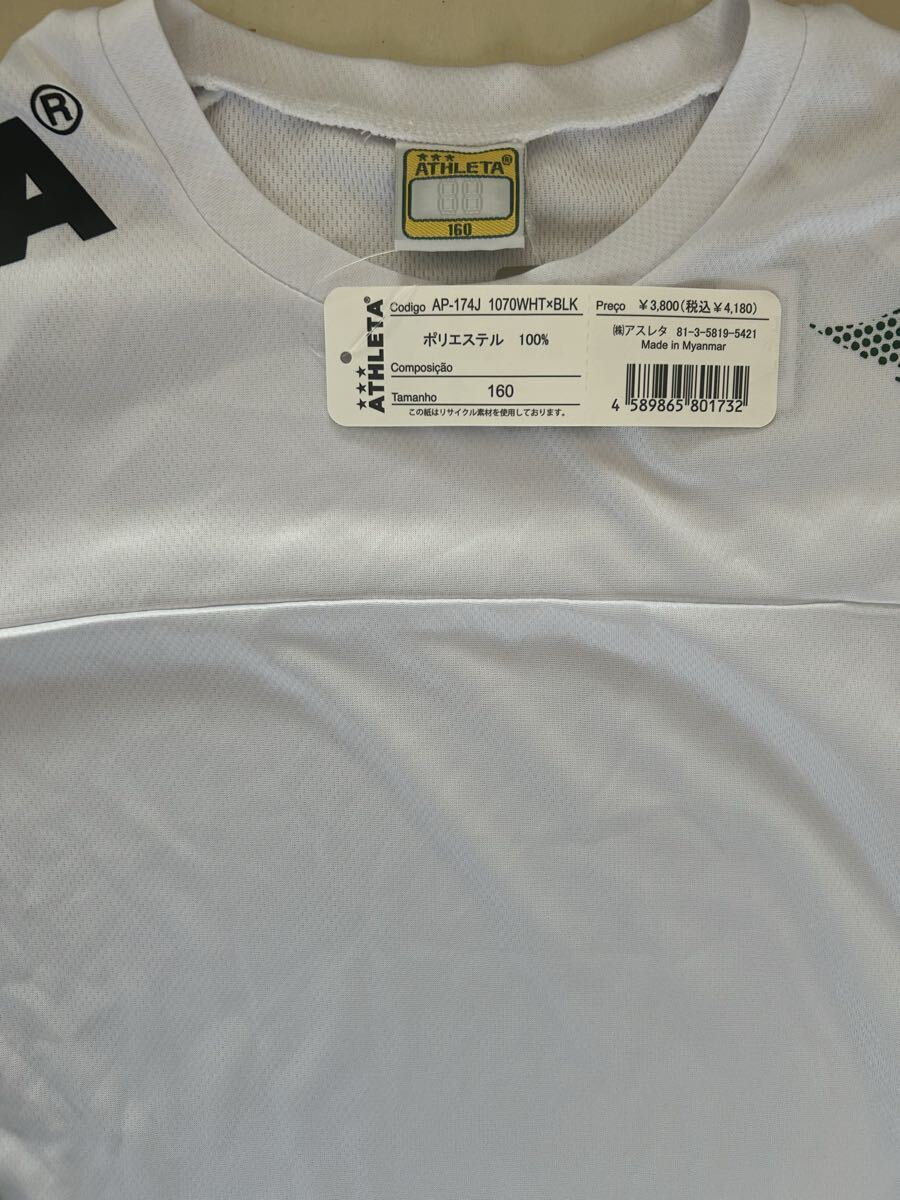 A®
★★★
ATHLETA®
88
160
★★★ATHLETA®
Codigo AP-174J 1070WHT×BLK
ポリエステル 100%
Composição
Tamanho 160
この紙はリサイクル素材を使用しております。
Preço ¥3,800(税込¥4,180)
㈱アスレタ 81-3-5819-5421
Made in Myanmar
4 589865 801732